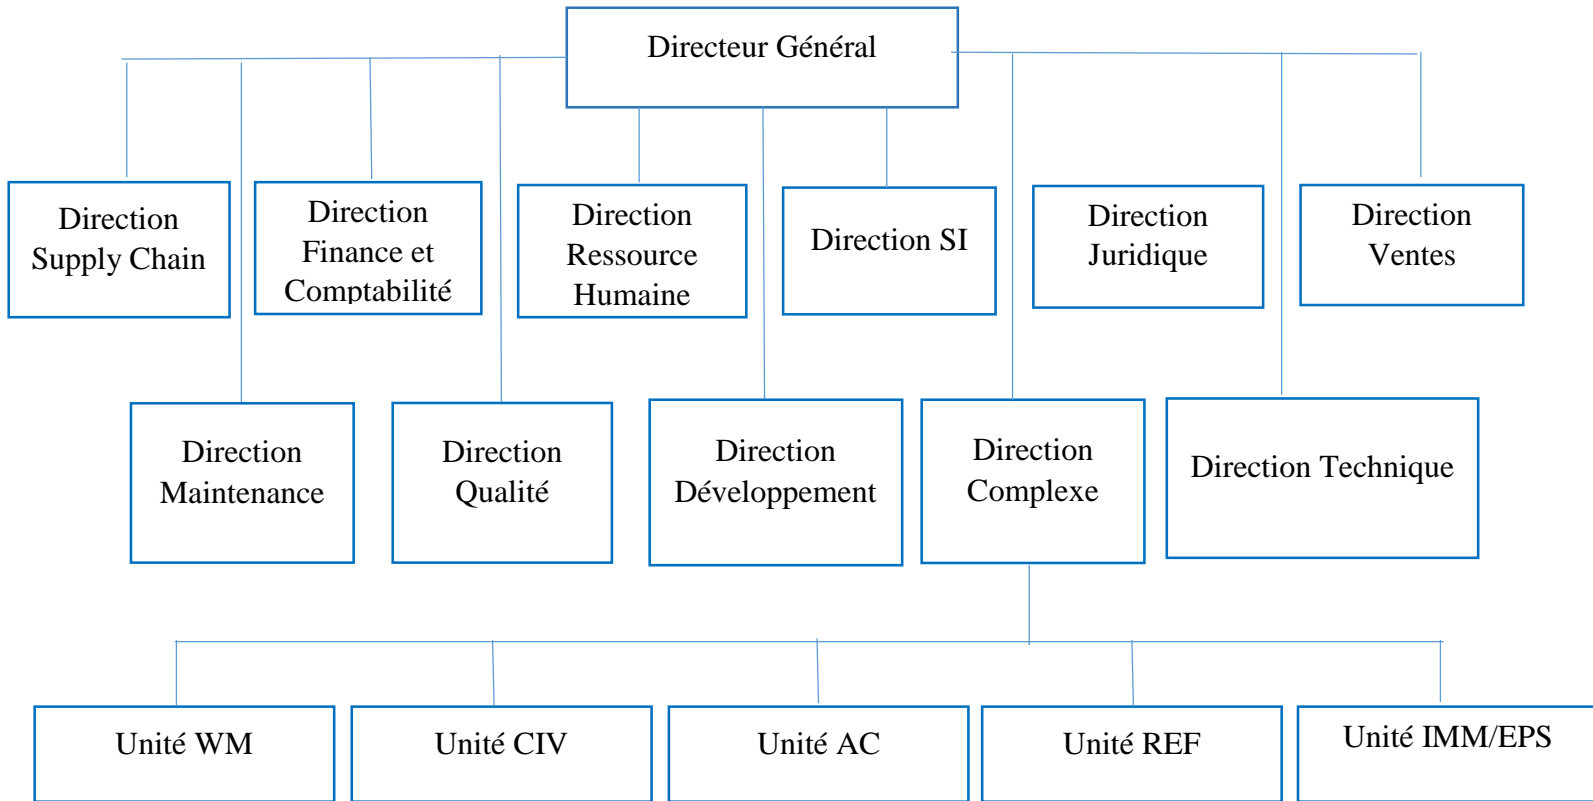 Directeur Général
Direction
Supply Chain
Direction
Finance et
Comptabilité
Direction
Ressource
Humaine
Direction SI
Direction
Juridique
Direction
Ventes
Direction
Maintenance
Direction
Qualité
Direction
Développement
Direction
Complexe
Direction Technique
Unité WM
Unité CIV
Unité AC
Unité REF
Unité IMM/EPS